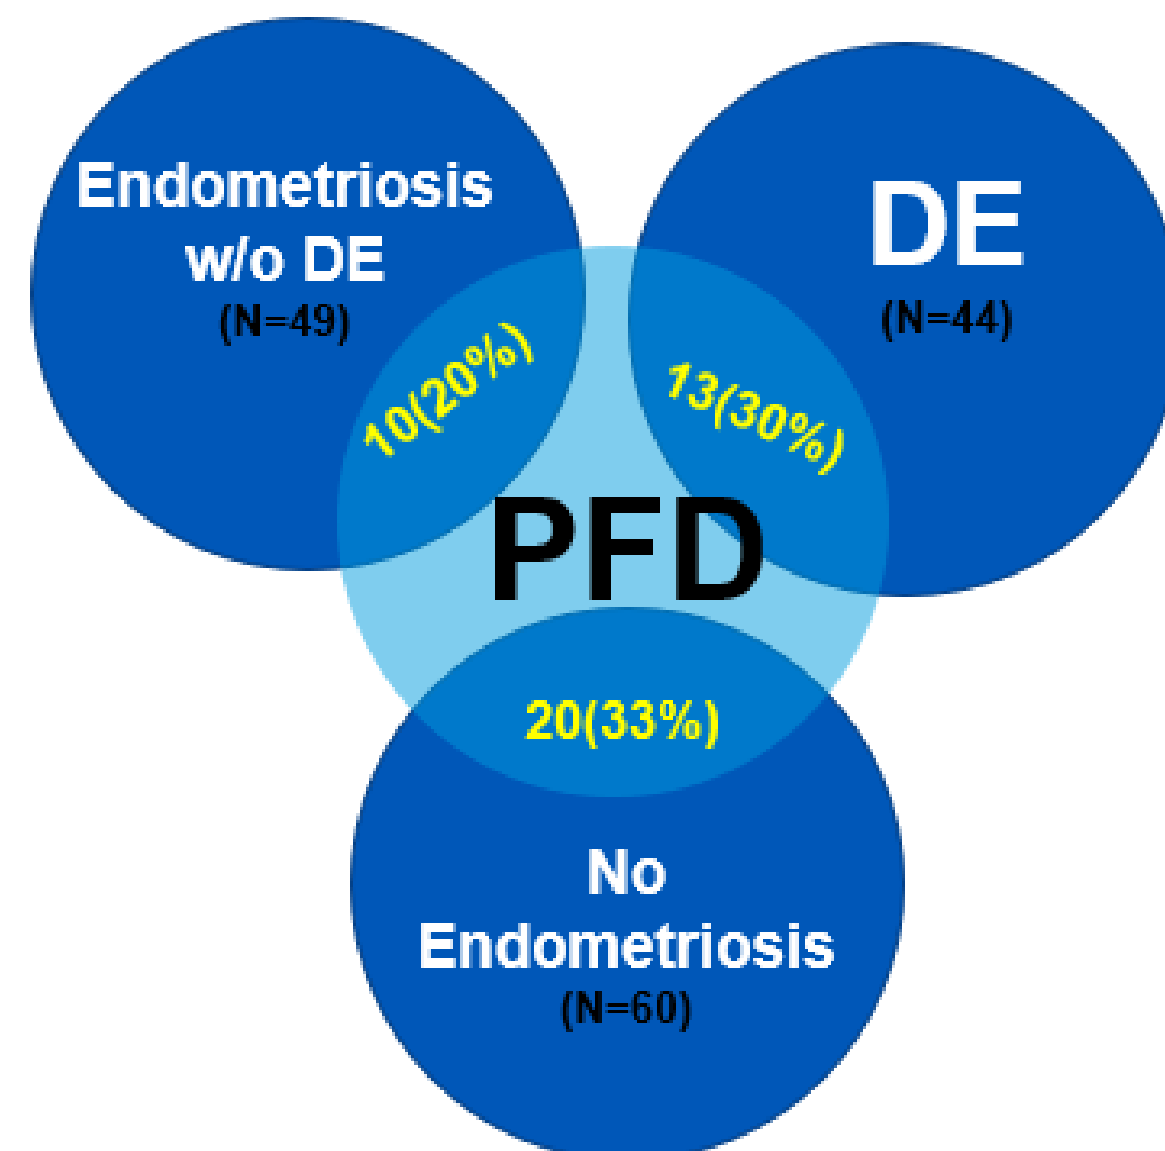 Endometriosis
w/o DE
(N=49)
DE
(N=44)
10(20%)
13(30%)
PFD
20(33%)
No
Endometriosis
(N=60)